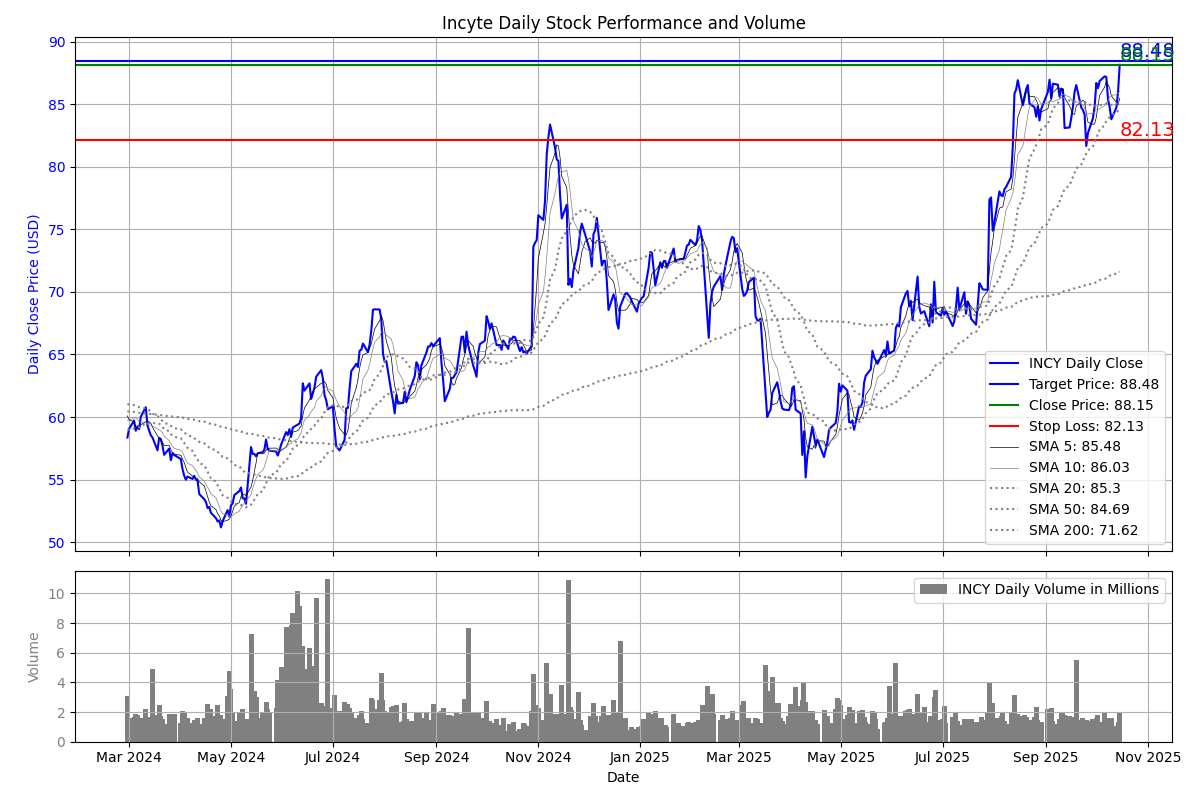 Incyte Daily Stock Performance and Volume
90
85
80
75
70
65
60
55
50
Daily Close Price (USD)
88.48
88.15
82.13
INCY Daily Close
Target Price: 88.48
Close Price: 88.15
Stop Loss: 82.13
SMA 5: 85.48
SMA 10: 86.03
SMA 20: 85.3
SMA 50: 84.69
SMA 200: 71.62
INCY Daily Volume in Millions
10
8
6
4
2
0
Volume
Mar 2024 May 2024 Jul 2024 Sep 2024 Nov 2024 Jan 2025 Mar 2025 May 2025 Jul 2025 Sep 2025 Nov 2025
Date